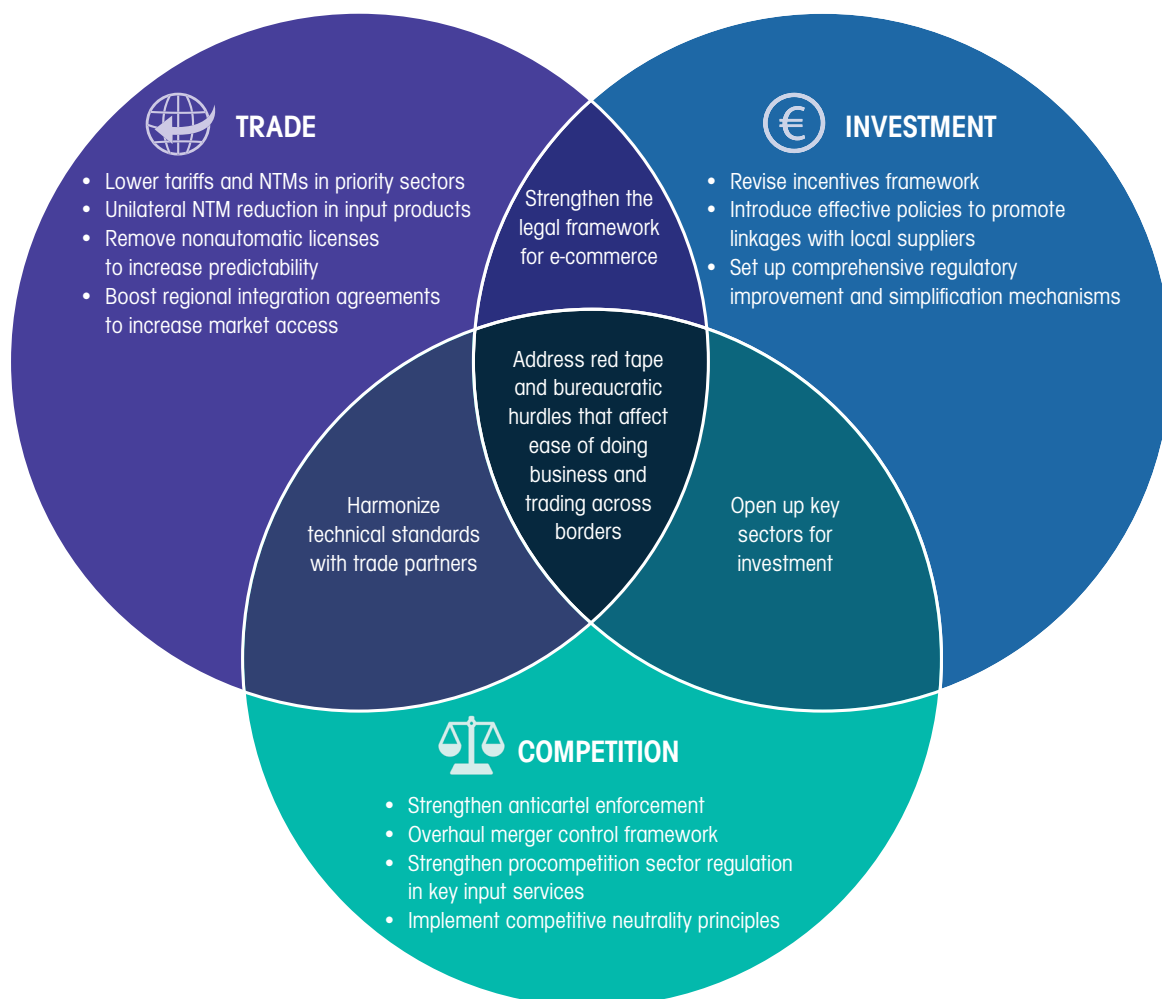 TRADE
• Lower tariffs and NTMs in priority sectors
• Unilateral NTM reduction in input products
• Remove nonautomatic licenses
to increase predictability
• Boost regional integration agreements
to increase market access
Strengthen the
legal framework
for e-commerce
€ INVESTMENT
• Revise incentives framework
• Introduce effective policies to promote
linkages with local suppliers
• Set up comprehensive regulatory
improvement and simplification mechanisms
Address red tape
and bureaucratic
hurdles that affect
ease of doing
business and
trading across
borders
Harmonize
technical standards
with trade partners
Open up key
sectors for
investment
COMPETITION
• Strengthen anticartel enforcement
• Overhaul merger control framework
• Strengthen procompetition sector regulation
in key input services
• Implement competitive neutrality principles